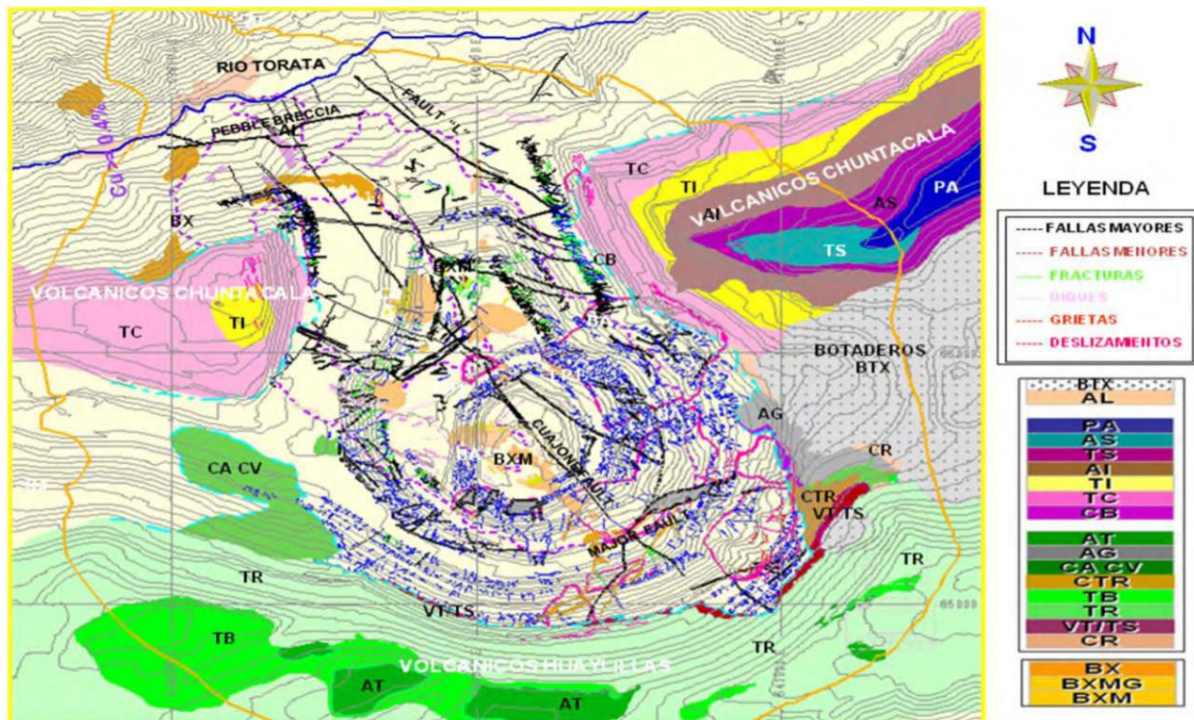 RIO TORATA
PEBBLE BRECCIA
FAULT "L"
Cu = 0.4%
BX
TC
TI
VOLCANICOS CHUNTACALA
AI
AS
PA
TS
CB
VOLCANICOS CHUNTACALA
TC
TI
BXM
BOTADEROS
BTX
AG
CR
CA CV
BXM
CUAJONE FAULT
CTR
VT TS
MAJOR FAULT
TR
TR
VT TS
TB
TR
VOLCANICOS HUAYLILLAS
AT
AT
N
S
LEYENDA
FALLAS MAYORES
FALLAS MENORES
FRACTURAS
DIQUES
GRIETAS
DESLIZAMIENTOS
BTX
AL
PA
AS
TS
AI
TI
TC
CB
AT
AG
CA CV
CTR
TB
TR
VT/TS
CR
BX
BXMG
BXM